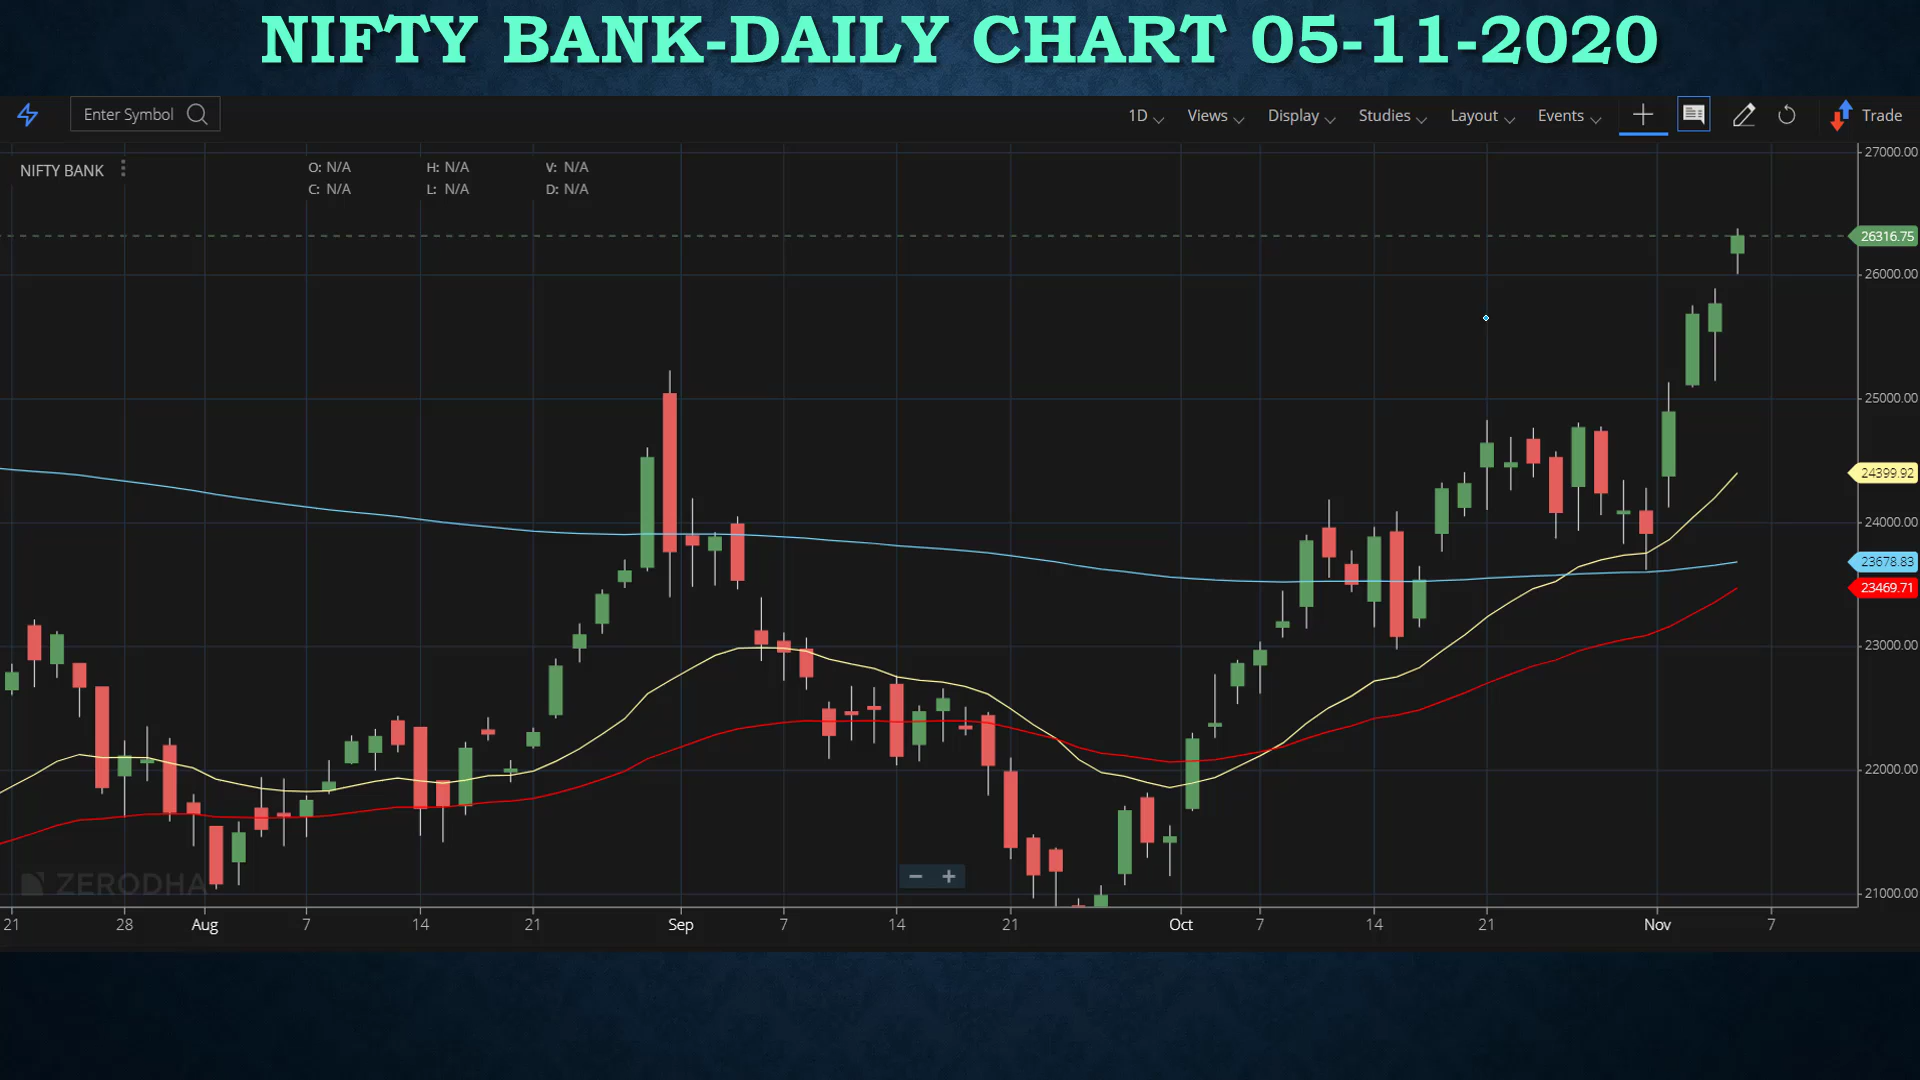 NIFTY BANK-DAILY CHART 05-11-2020
Enter Symbol 1D Views Display Studies Layout Events Trade
NIFTY BANK O: N/A H: N/A V: N/A
C: N/A L: N/A D: N/A
27000.00
26316.75
26000.00
25000.00
24399.92
24000.00
23678.83
23469.71
23000.00
22000.00
ZERODHA
21000.00
21 28 Aug 7 14 21 Sep 7 14 21 Oct 7 14 21 Nov 7